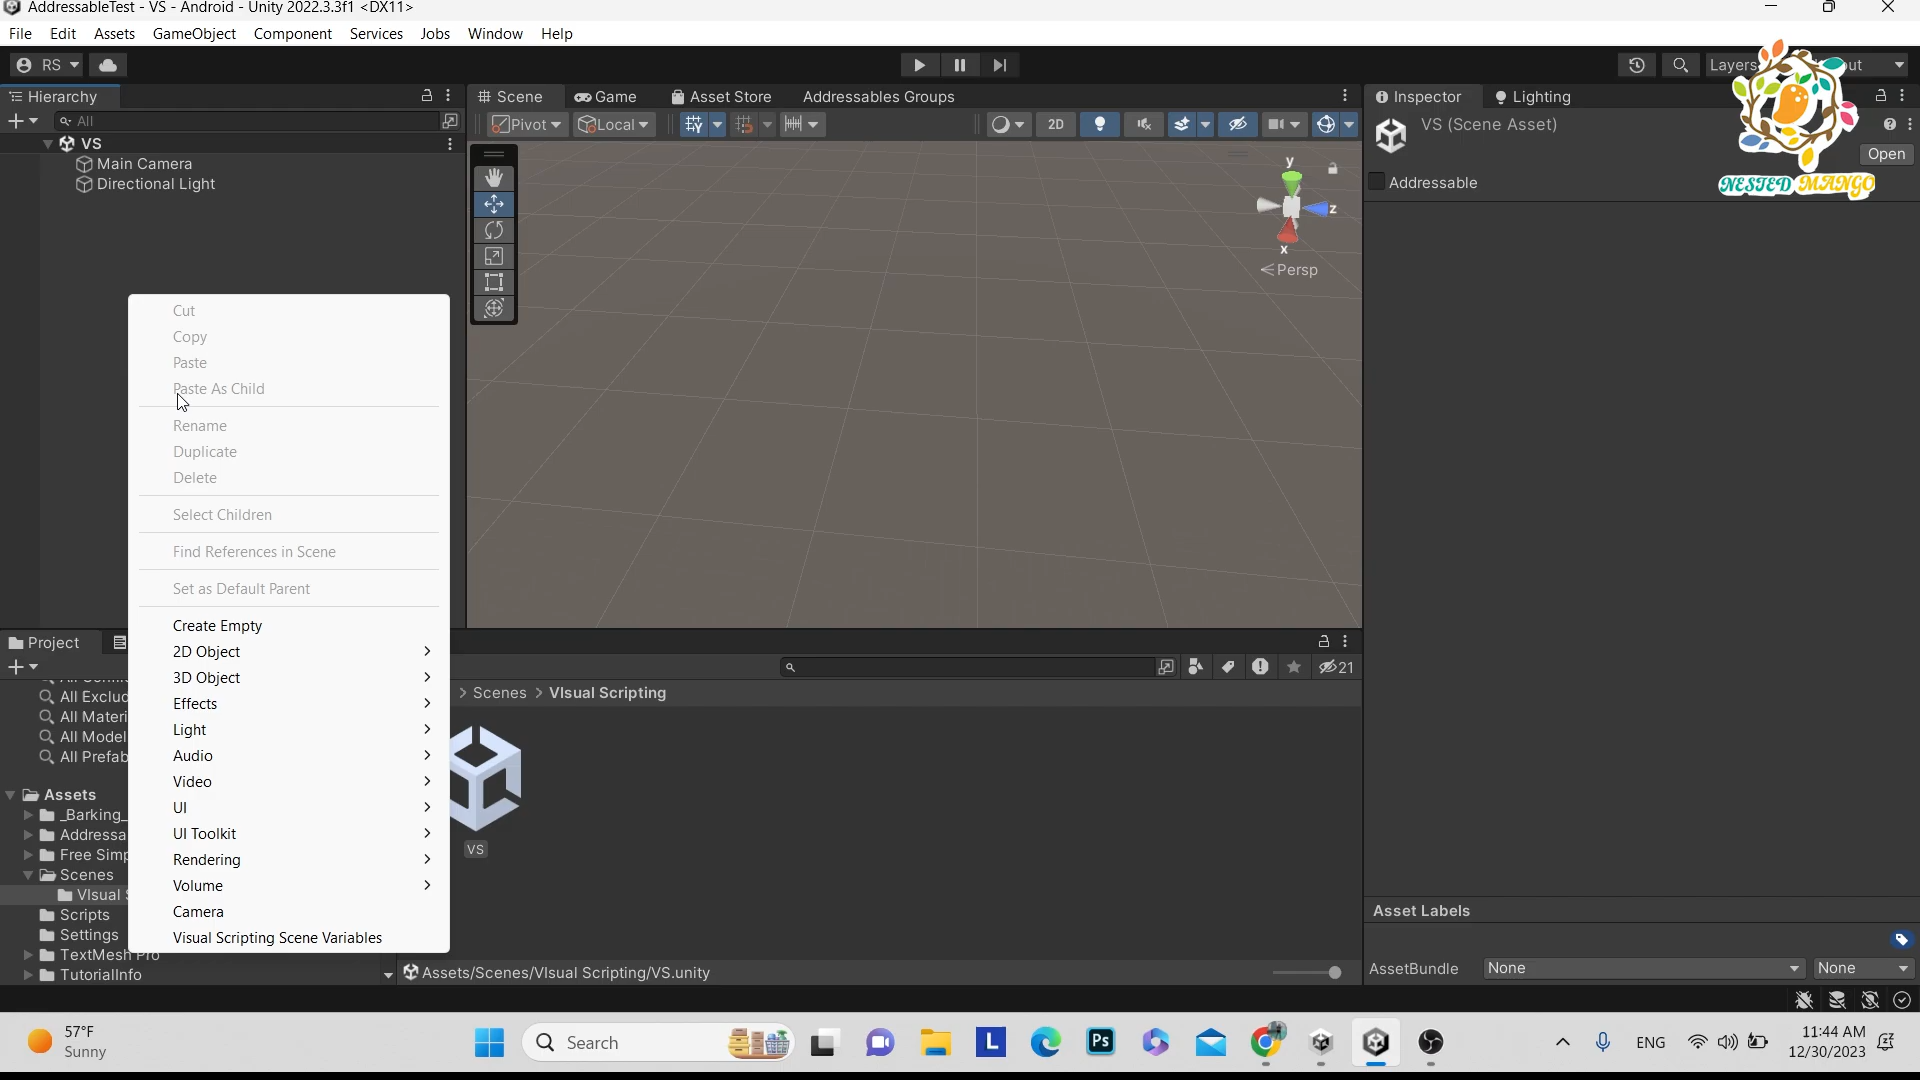 AddressableTest - VS - Android - Unity 2022.3.3f1 <DX11>
File Edit Assets GameObject Component Services Jobs Window Help
RS
Layers
out
Hierarchy
Scene Game Asset Store Addressables Groups
Inspector Lighting
All
Pivot Local
2D
VS (Scene Asset)
Open
VS
Main Camera
Directional Light
Addressable
NESTED MANGO
y
z
x
Persp
Cut
Copy
Paste
Paste As Child
Rename
Duplicate
Delete
Select Children
Find References in Scene
Set as Default Parent
Create Empty
2D Object
3D Object
Effects
Light
Audio
Video
UI
UI Toolkit
Rendering
Volume
Camera
Visual Scripting Scene Variables
Project
21
All Exclud
All Materi
All Model
All Prefab
Assets
_Barking_
Addressa
Free Simp
Scenes
VIsual S
Scripts
Settings
TextMesh Pro
TutorialInfo
Scenes > VIsual Scripting
VS
Assets/Scenes/VIsual Scripting/VS.unity
Asset Labels
AssetBundle None None
57°F
Sunny
Search
L
Ps
ENG
11:44 AM
12/30/2023